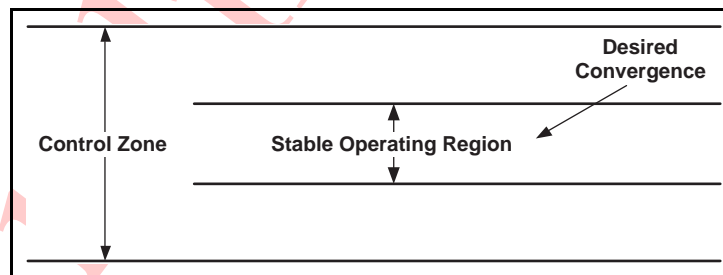 Desired
Convergence
Control Zone
Stable Operating Region